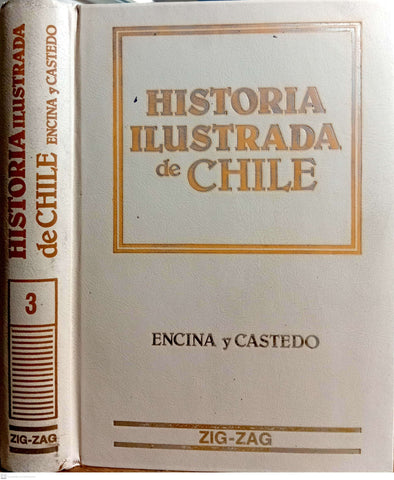 HISTORIA ILUSTRADA
de CHILE ENCINA y CASTEDO
3
ZIG-ZAG
HISTORIA
ILUSTRADA
de CHILE
ENCINA y CASTEDO
ZIG-ZAG